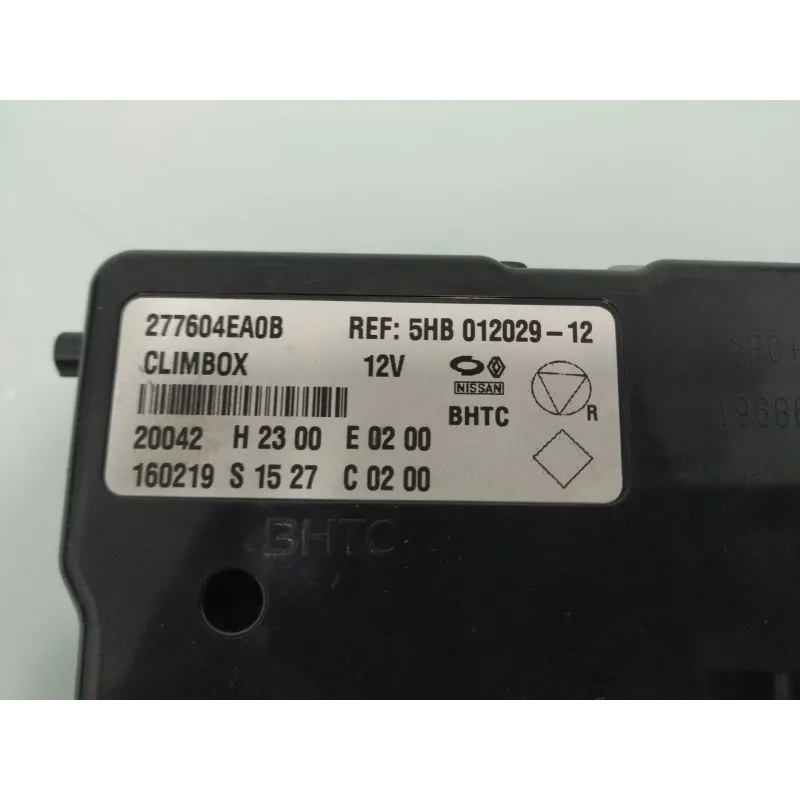 277604EA0B REF: 5HB 012029-12
CLIMBOX 12V
NISSAN
BHTC R
20042 H 23 00 E 02 00
160219 S 15 27 C 02 00
BHTC
>PC+